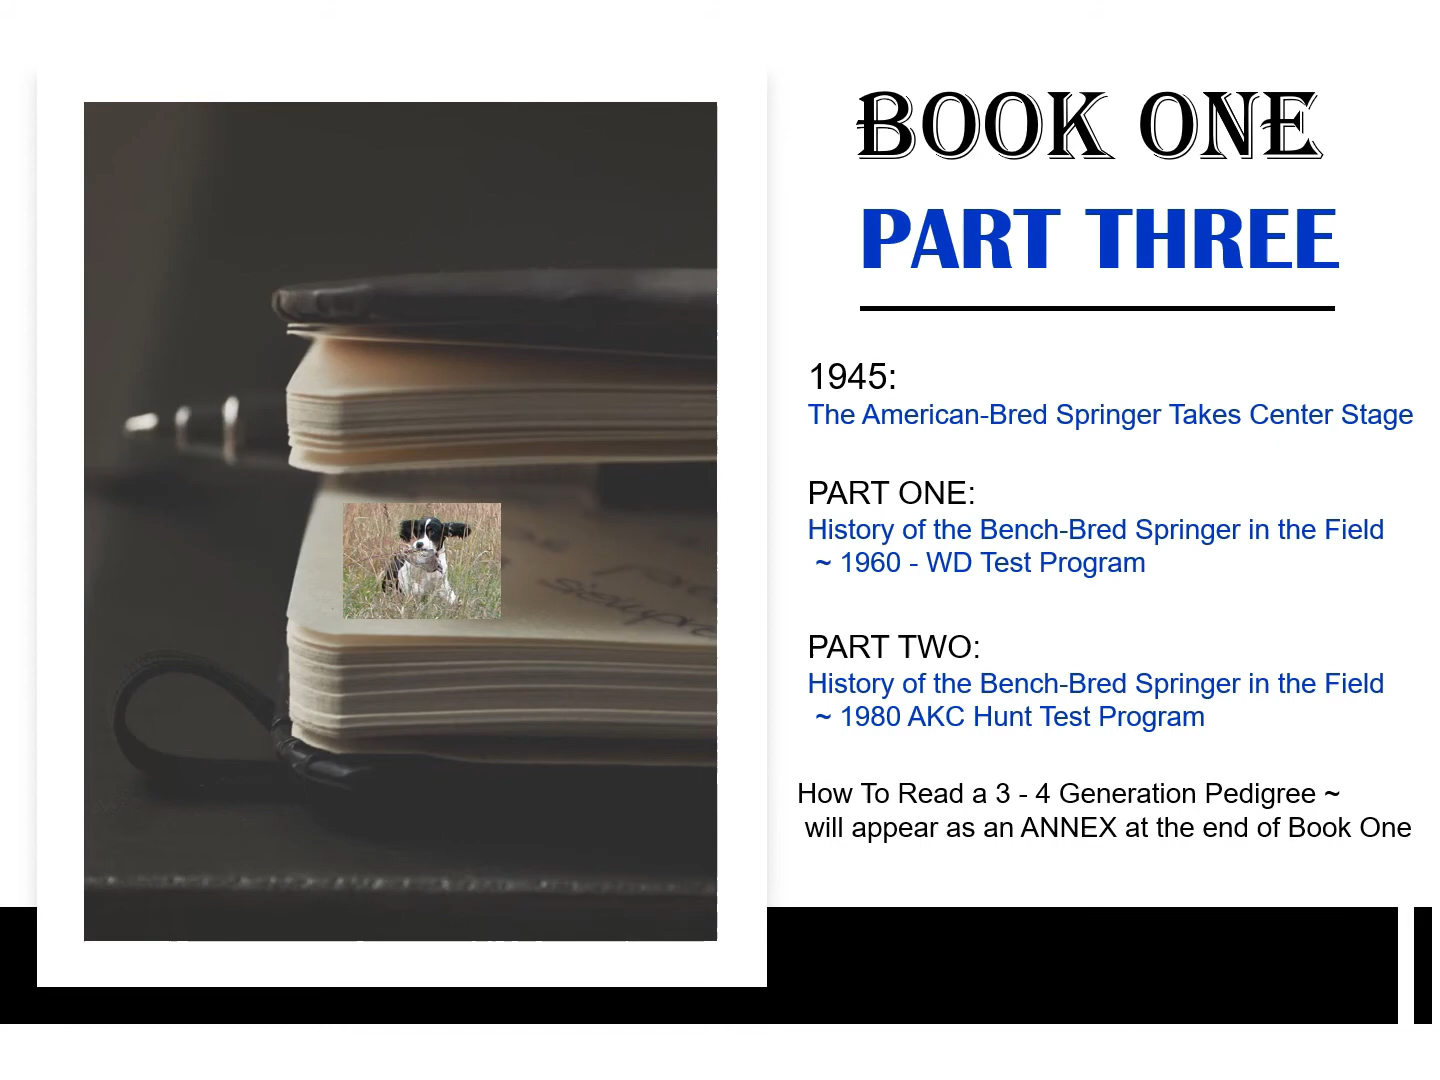 BOOK ONE
PART THREE
1945:
The American-Bred Springer Takes Center Stage
PART ONE:
History of the Bench-Bred Springer in the Field
~ 1960 - WD Test Program
PART TWO:
History of the Bench-Bred Springer in the Field
~ 1980 AKC Hunt Test Program
How To Read a 3 - 4 Generation Pedigree ~
will appear as an ANNEX at the end of Book One
siempre